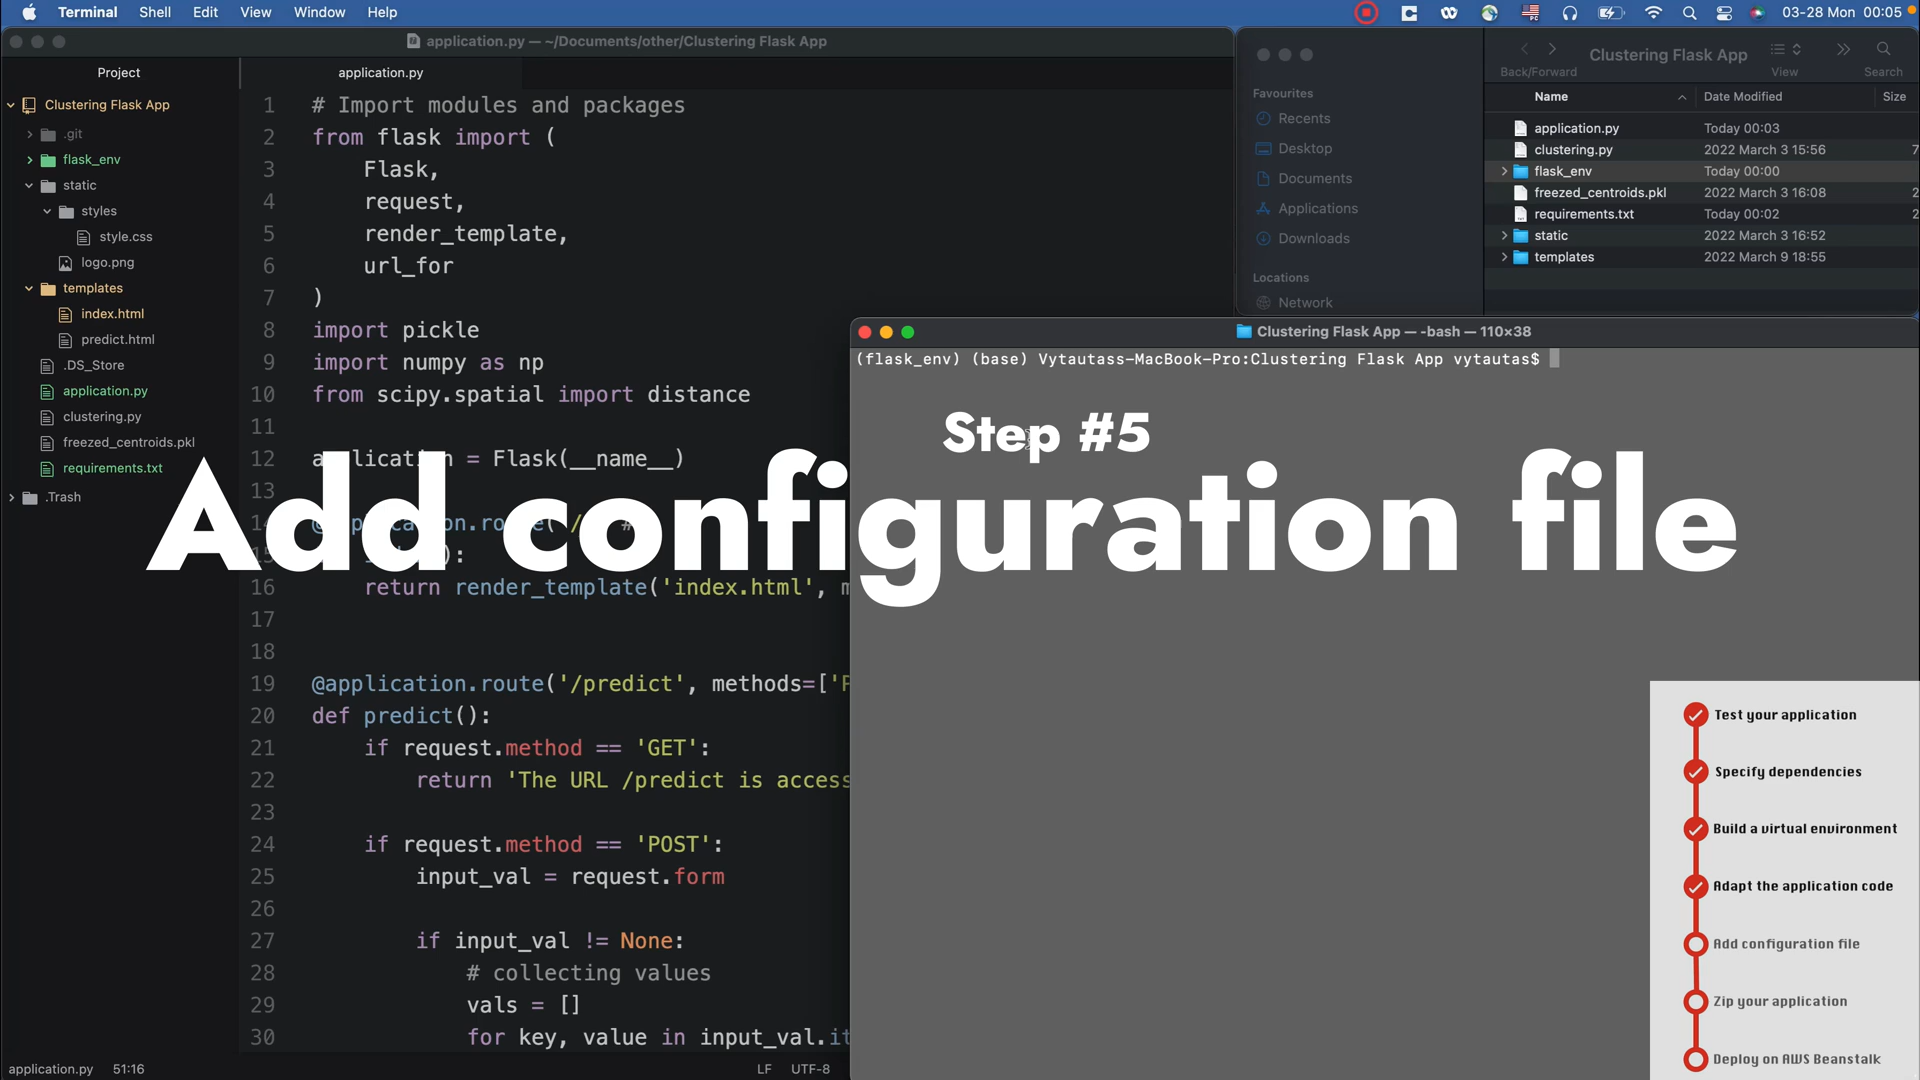 Terminal Shell Edit View Window Help
03-28 Mon 00:05
application.py — ~/Documents/other/Clustering Flask App
Project
Clustering Flask App
.git
flask_env
static
styles
style.css
logo.png
templates
index.html
predict.html
.DS_Store
application.py
clustering.py
freezed_centroids.pkl
requirements.txt
.Trash
application.py
1 # Import modules and packages
2 from flask import (
3 Flask,
4 request,
5 render_template,
6 url_for
7 )
8 import pickle
9 import numpy as np
10 from scipy.spatial import distance
11
12 = Flask(__name__)
13
14
16 return render_template('index.html',
17
18
19 @application.route('/predict', methods=['P
20 def predict():
21 if request.method == 'GET':
22 return 'The URL /predict is access
23
24 if request.method == 'POST':
25 input_val = request.form
26
27 if input_val != None:
28 # collecting values
29 vals = []
30 for key, value in input_val.it
application.py 51:16
LF UTF-8
Favourites
Recents
Desktop
Documents
Applications
Downloads
Locations
Network
Clustering Flask App
Back/Forward View Search
Name Date Modified Size
application.py Today 00:03
clustering.py 2022 March 3 15:56 7
flask_env Today 00:00
freezed_centroids.pkl 2022 March 3 16:08 2
requirements.txt Today 00:02 2
static 2022 March 3 16:52
templates 2022 March 9 18:55
Clustering Flask App — -bash — 110×38
(flask_env) (base) Vytautass-MacBook-Pro:Clustering Flask App vytautas$
Step #5
Add configuration file
Test your application
Specify dependencies
Build a virtual environment
Adapt the application code
Add configuration file
Zip your application
Deploy on AWS Beanstalk